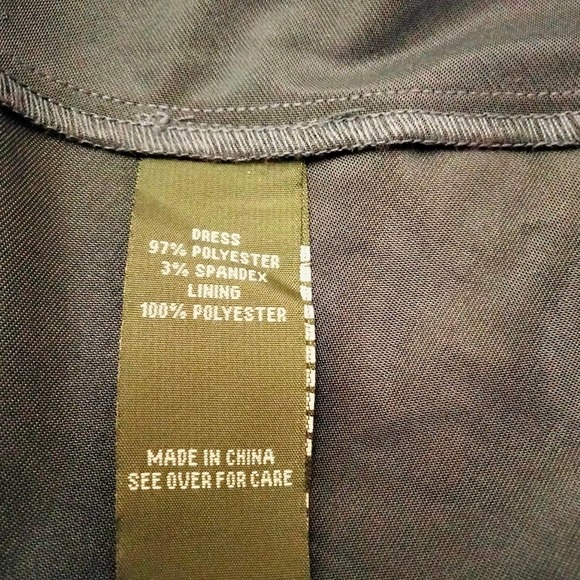 DRESS
97% POLYESTER
3% SPANDEX
LINING
100% POLYESTER
MADE IN CHINA
SEE OVER FOR CARE